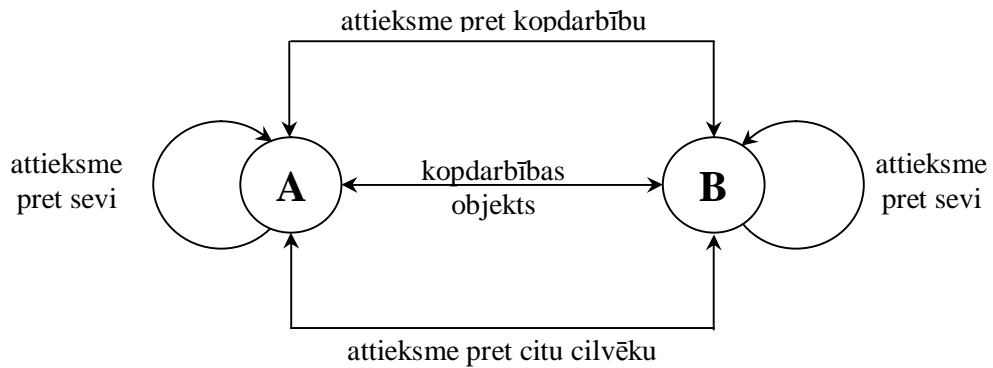 attieksme pret kopdarbību
attieksme
pret sevi
A
kopdarbības
objekts
B
attieksme
pret sevi
attieksme pret citu cilvēku